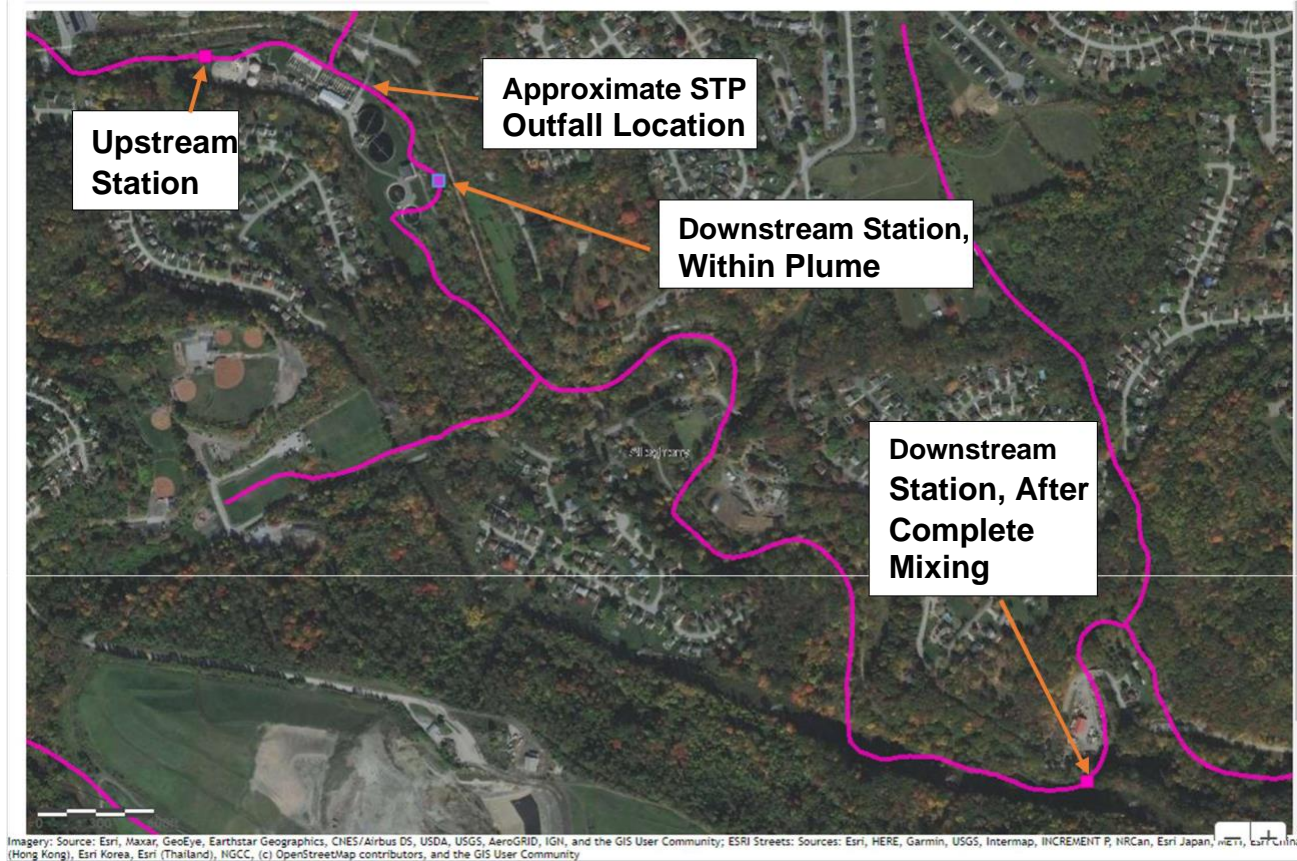 Approximate STP
Outfall Location
Upstream
Station
Downstream Station,
Within Plume
Downstream
Station, After
Complete
Mixing
Imagery: Source: Esri, Maxar, GeoEye, Earthstar Geographics, CNES/Airbus DS, USDA, USGS, AeroGRID, IGN, and the GIS User Community; ESRI Streets: Sources: Esri, HERE, Garmin, USGS, Intermap, INCREMENT P, NRCan, Esri Japan, METI, Esri China
(Hong Kong), Esri Korea, Esri (Thailand), NGCC, (c) OpenStreetMap contributors, and the GIS User Community